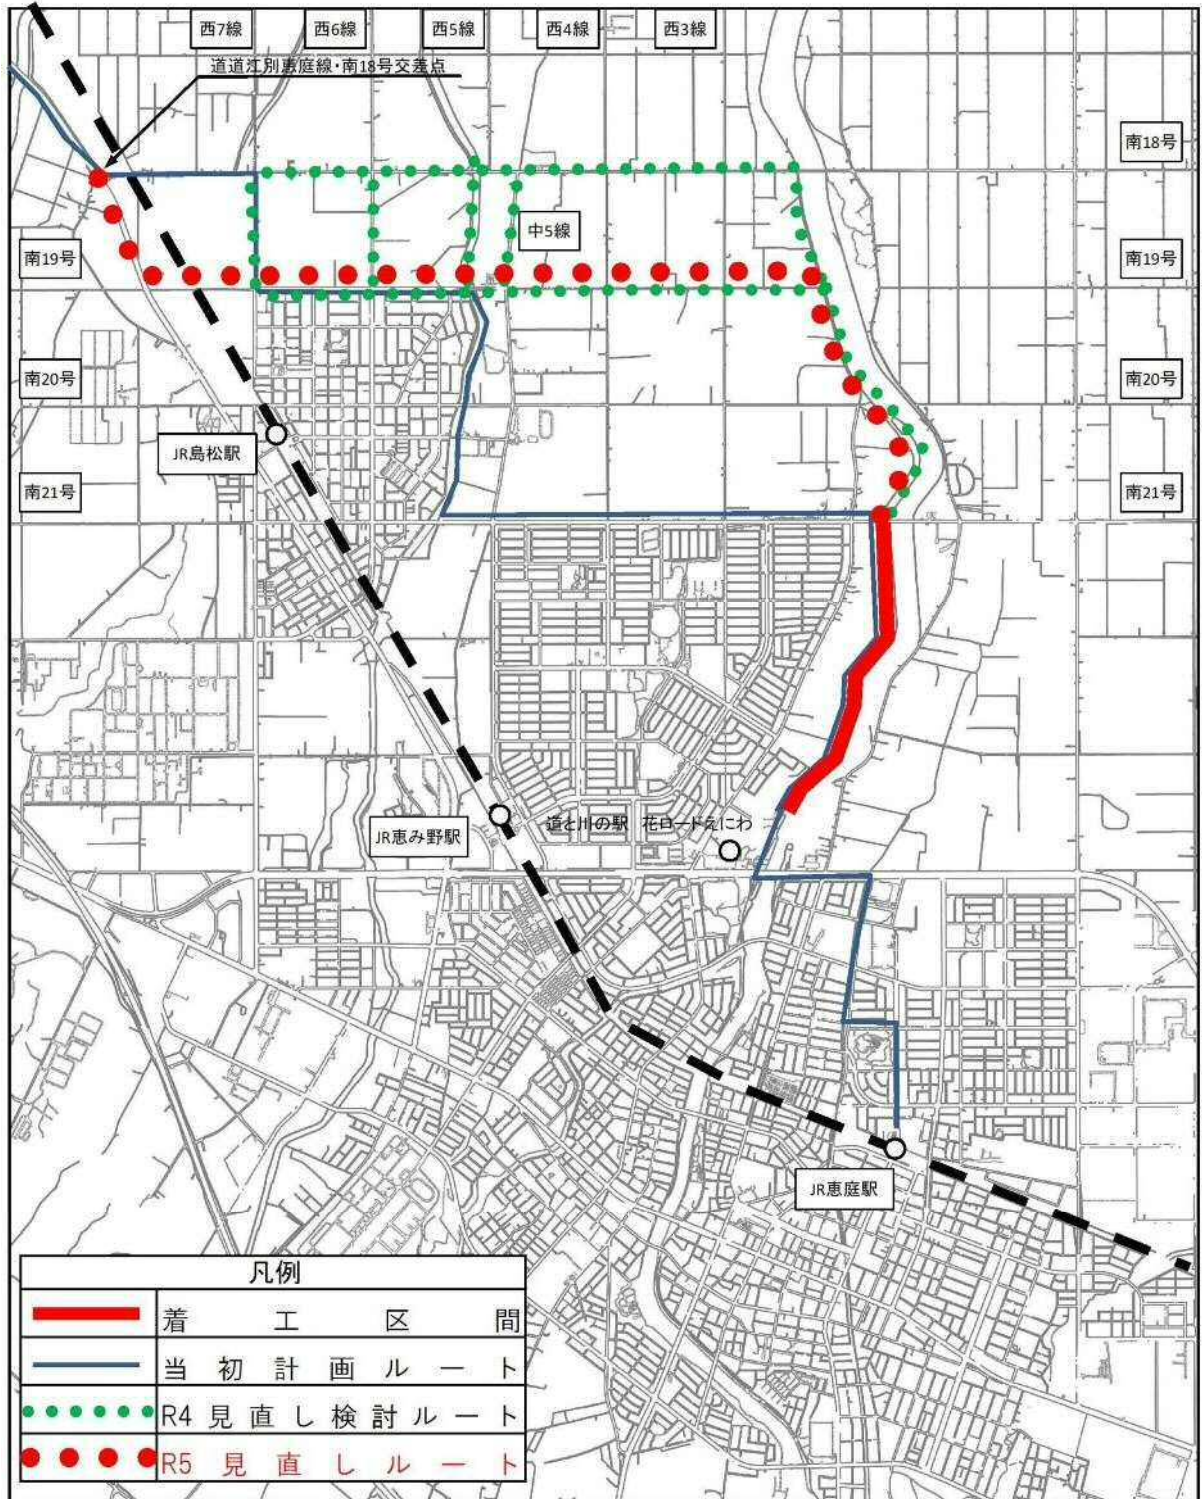 西7線
西6線
西5線
西4線
西3線
道道江別恵庭線・南18号交差点
南18号
中5線
南19号
南19号
南20号
南20号
JR島松駅
南21号
南21号
JR恵み野駅
道と川の駅 花ロードえにわ
JR恵庭駅
凡例
着工区間
当初計画ルート
R4 見直し検討ルート
R5 見直しルート